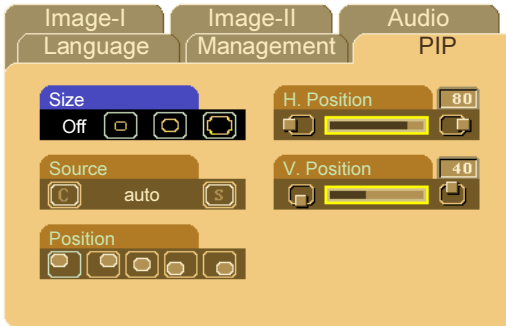 Image-I Image-II Audio
Language Management PIP
Size
Off
H. Position 80
Source
C auto S
V. Position 40
Position